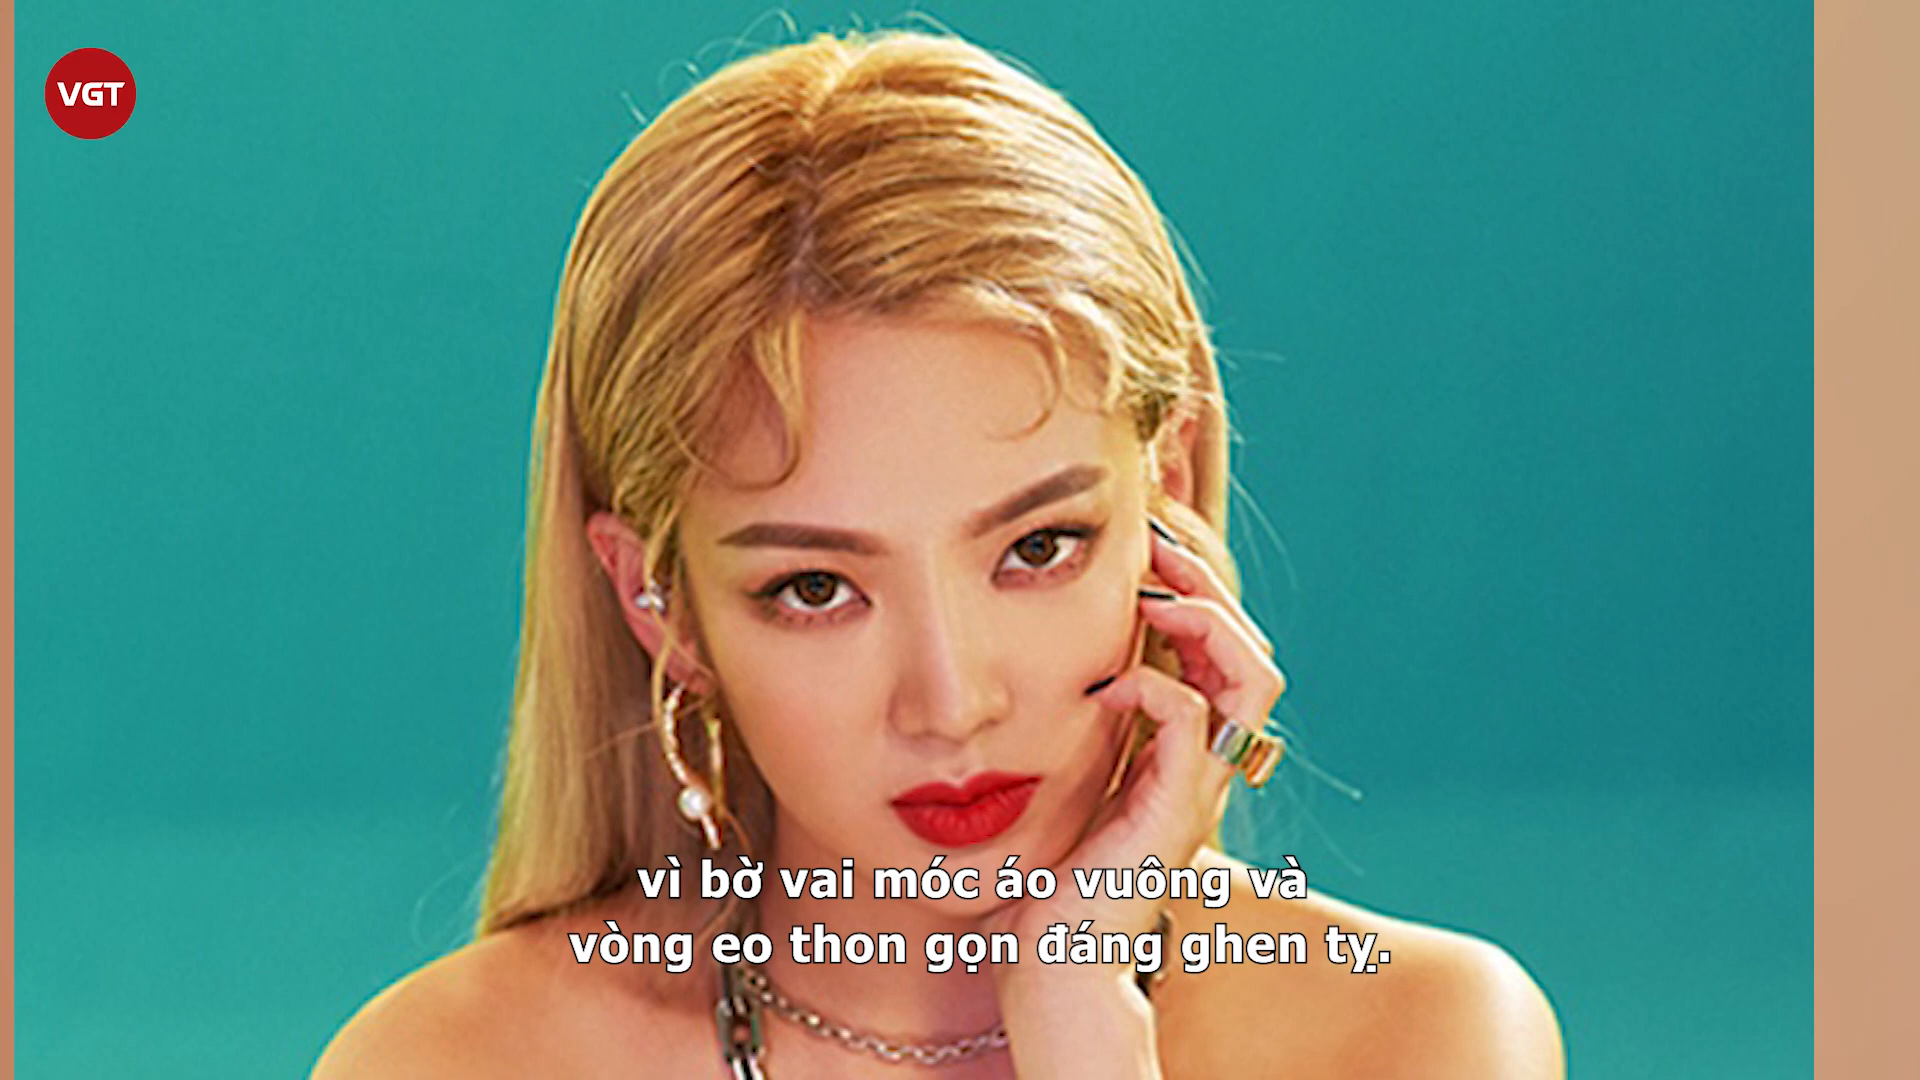 VGT
vì bờ vai móc áo vuông và
vòng eo thon gọn đáng ghen tỵ.